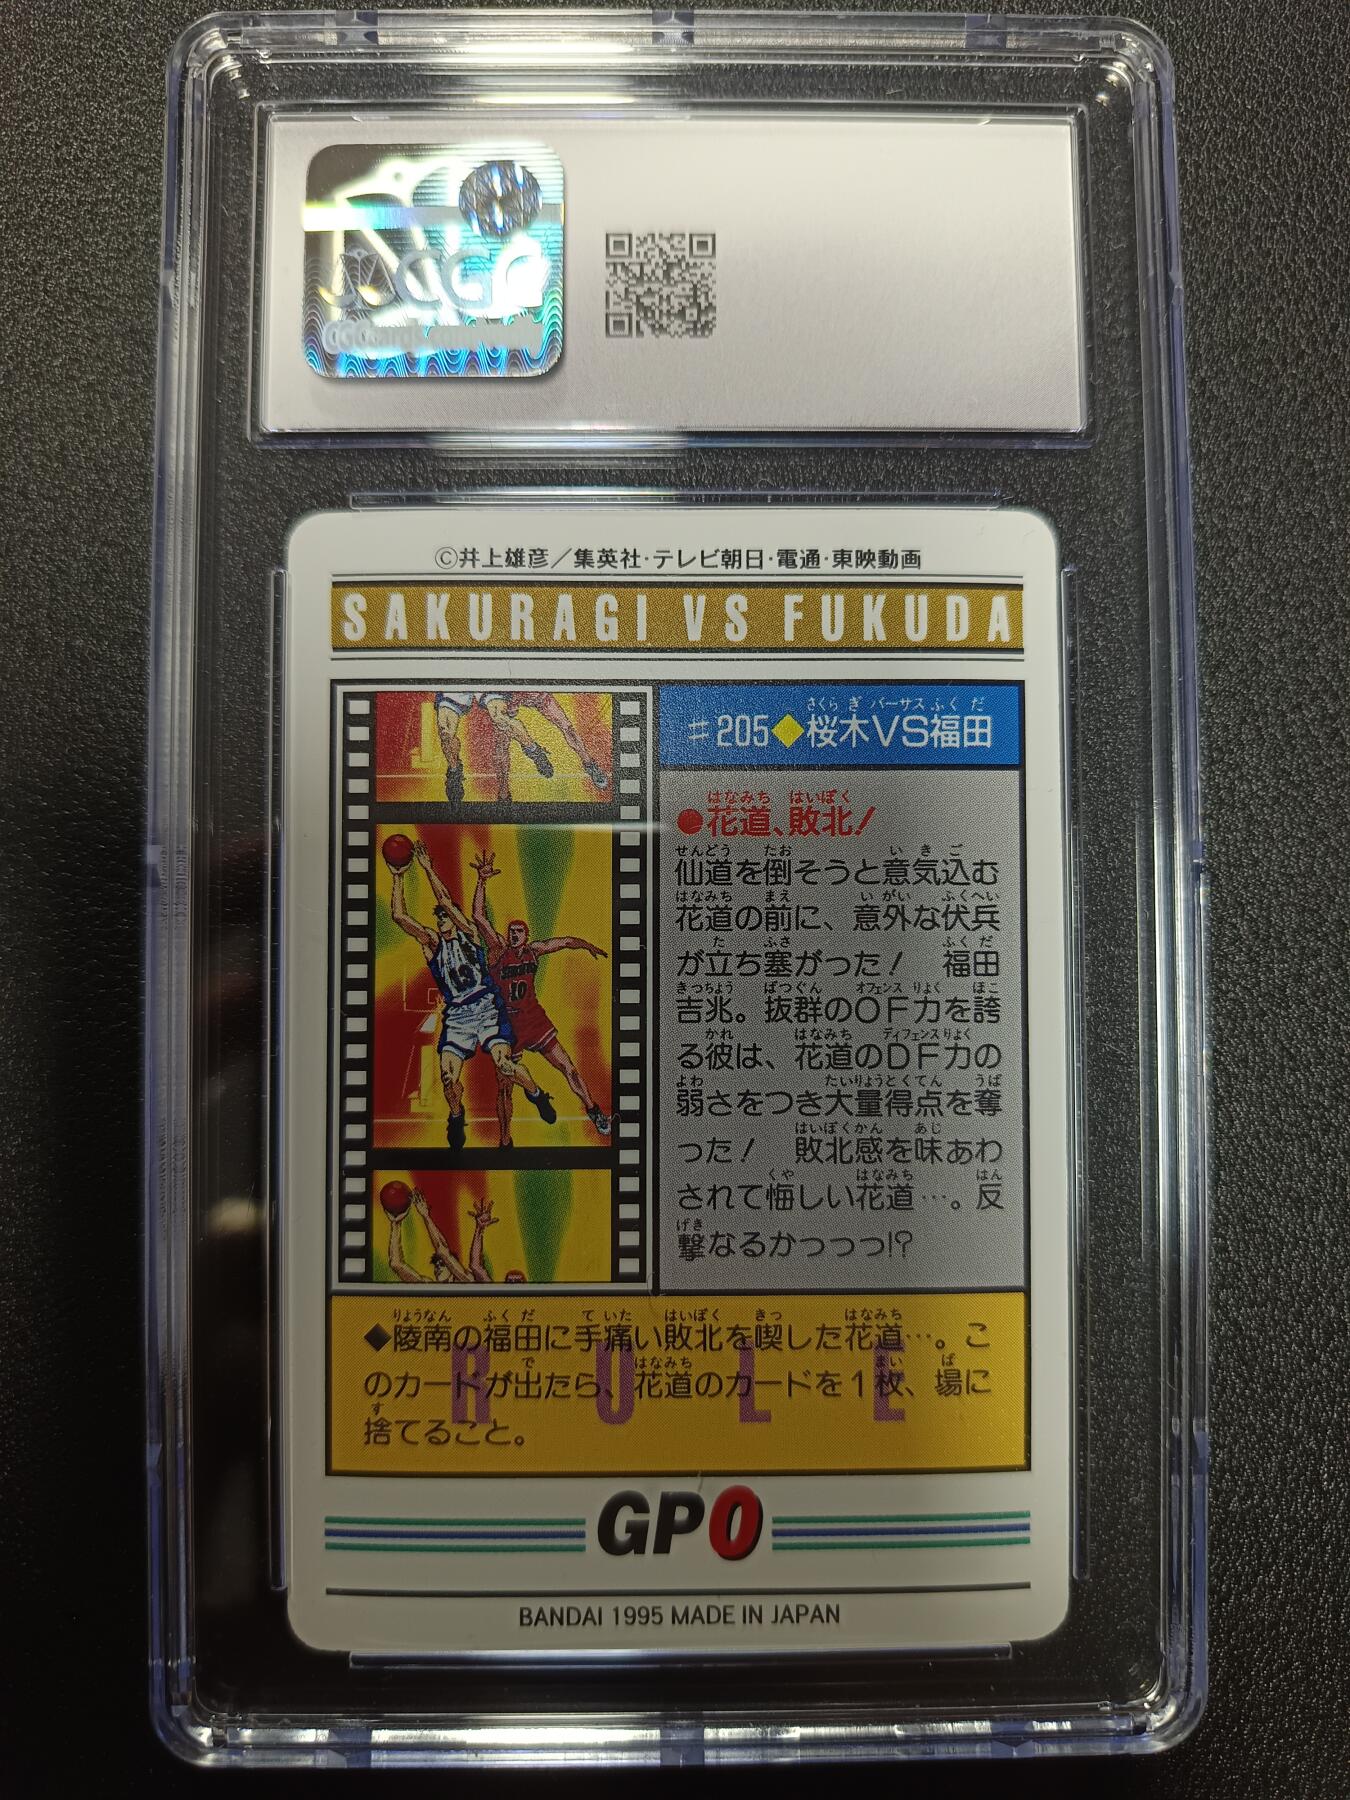 CGC
©井上雄彦／集英社・テレビ朝日・電通・東映動画
SAKURAGI VS FUKUDA
さくらぎバーサスふくだ
♯205◆桜木VS福田
はなみち はいぼく
●花道、敗北!
せんどう たお いきご
仙道を倒そうと意気込む
はなみち まえ いがい ふくへい
花道の前に、意外な伏兵
た ふさ ふくだ
が立ち塞がった! 福田
きっちょう ばつぐん オフェンスりょく ほこ
吉兆。抜群のOF力を誇
かれ はなみち ディフェンスりょく
る彼は、花道のDF力の
よわ たいりょうとくてん うば
弱さをつき大量得点を奪
はいぼくかん あじ
った! 敗北感を味あわ
くや はなみち はん
されて悔しい花道…。反
げき
撃なるかっっっ!?
りょうなん ふくだ ていた はいぼく きっ はなみち
◆陵南の福田に手痛い敗北を喫した花道…。こ
で はなみち まい ば
のカードが出たら、花道のカードを1枚、場に
す
捨てること。
RULE
GP0
BANDAI 1995 MADE IN JAPAN
13
10